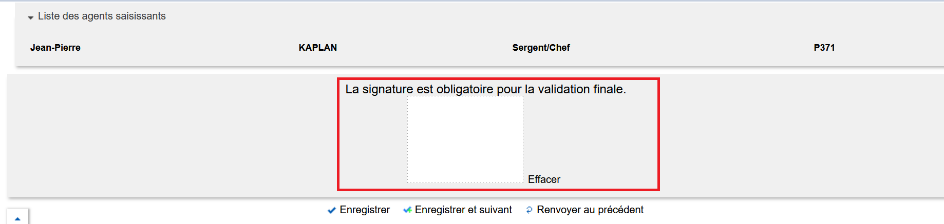 Liste des agents saisissants
Jean-Pierre KAPLAN Sergent/Chef P371
La signature est obligatoire pour la validation finale.
Effacer
Enregistrer Enregistrer et suivant Renvoyer au précédent